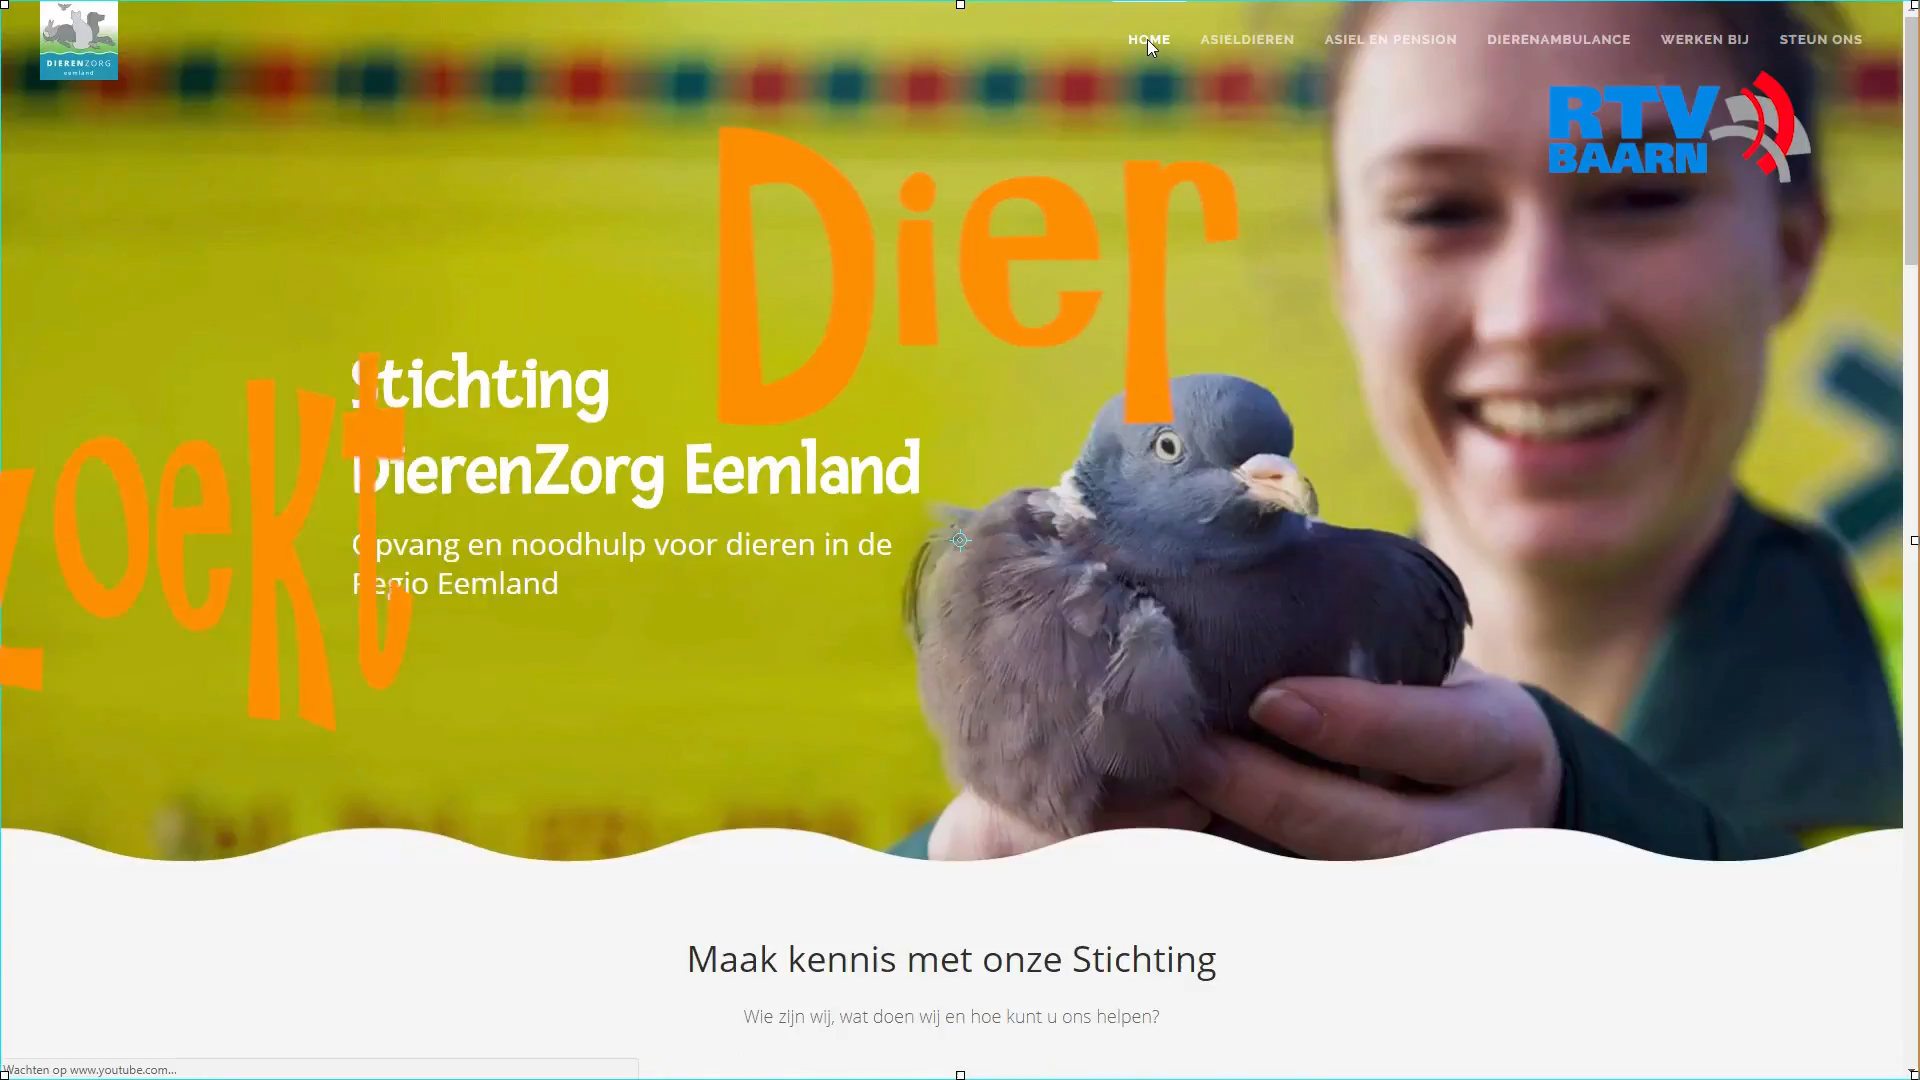 DIERENZORG
eemland
HOME ASIELDIEREN ASIEL EN PENSION DIERENAMBULANCE WERKEN BIJ STEUN ONS
RTV
BAARN
Dier
zoekt
Stichting
DierenZorg Eemland
Opvang en noodhulp voor dieren in de
Regio Eemland
Maak kennis met onze Stichting
Wie zijn wij, wat doen wij en hoe kunt u ons helpen?
Wachten op www.youtube.com...